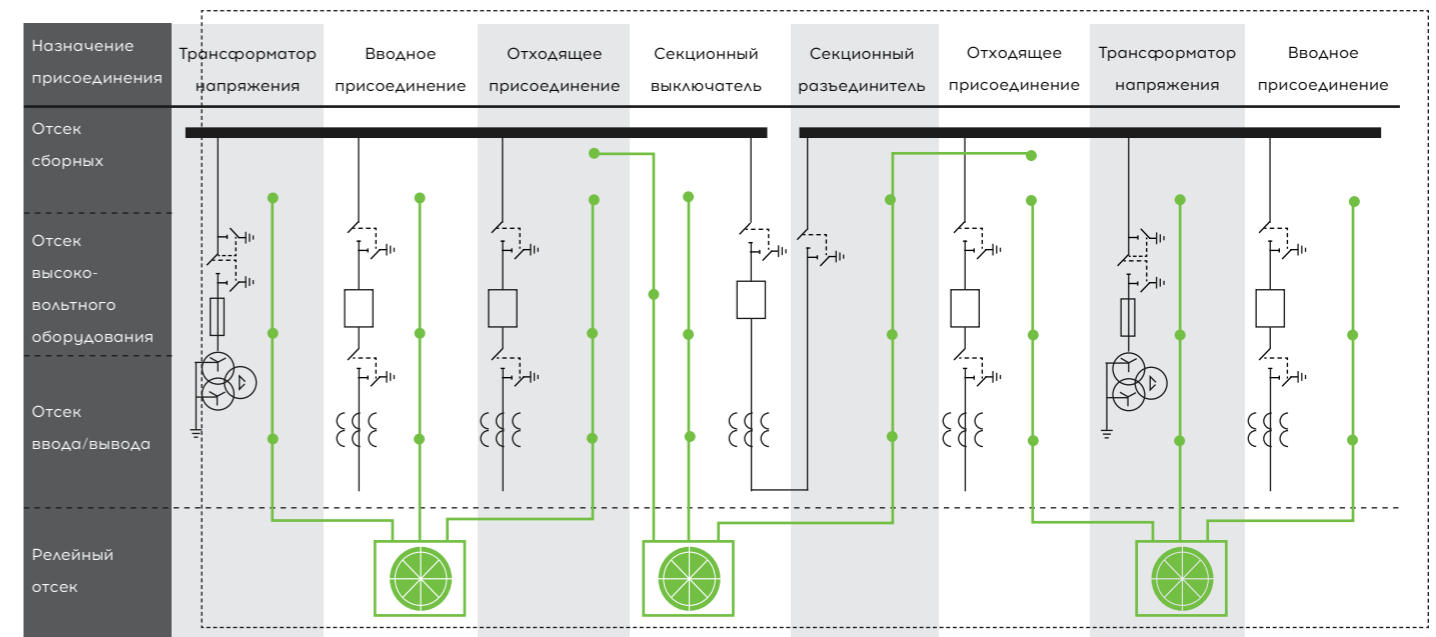 Назначение
присоединения
Трансформатор
напряжения
Вводное
присоединение
Отходящее
присоединение
Секционный
выключатель
Секционный
разъединитель
Отходящее
присоединение
Трансформатор
напряжения
Вводное
присоединение
Отсек
сборных
Отсек
высоко-
вольтного
оборудования
Отсек
ввода/вывода
Релейный
отсек